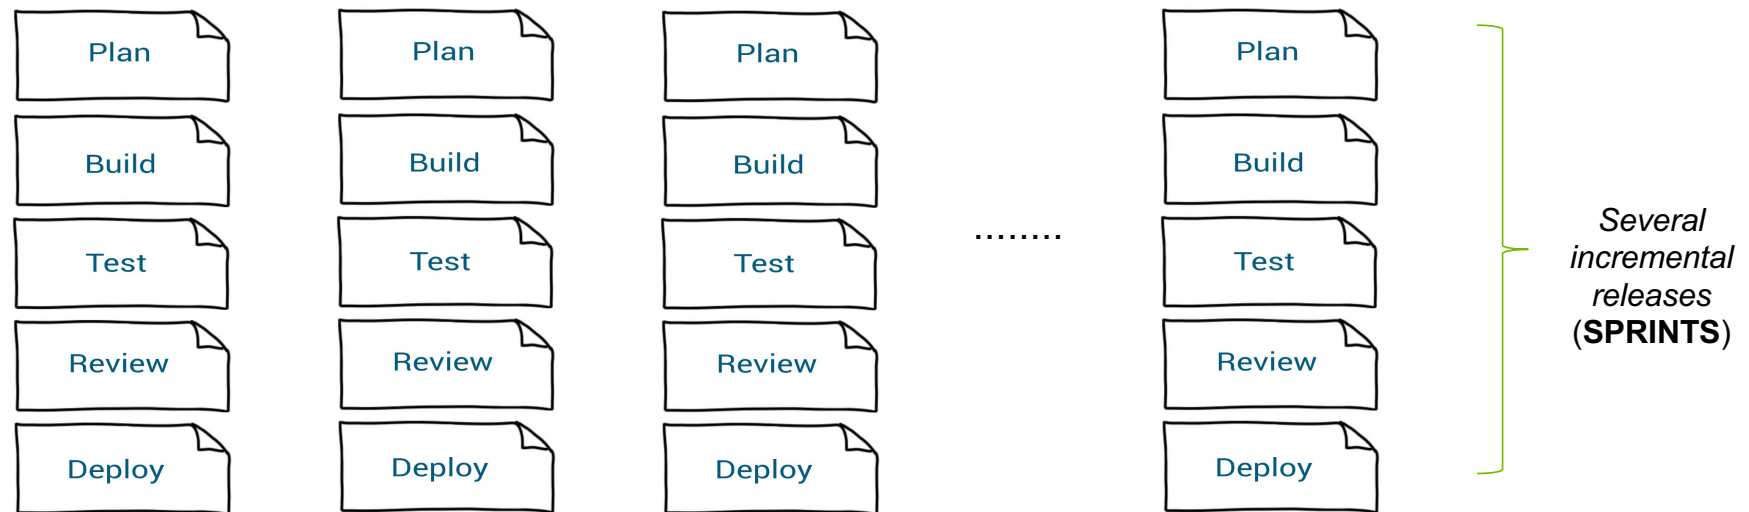 Plan
Build
Test
Review
Deploy
Plan
Build
Test
Review
Deploy
Plan
Build
Test
Review
Deploy
........
Plan
Build
Test
Review
Deploy
Several
incremental
releases
(SPRINTS)